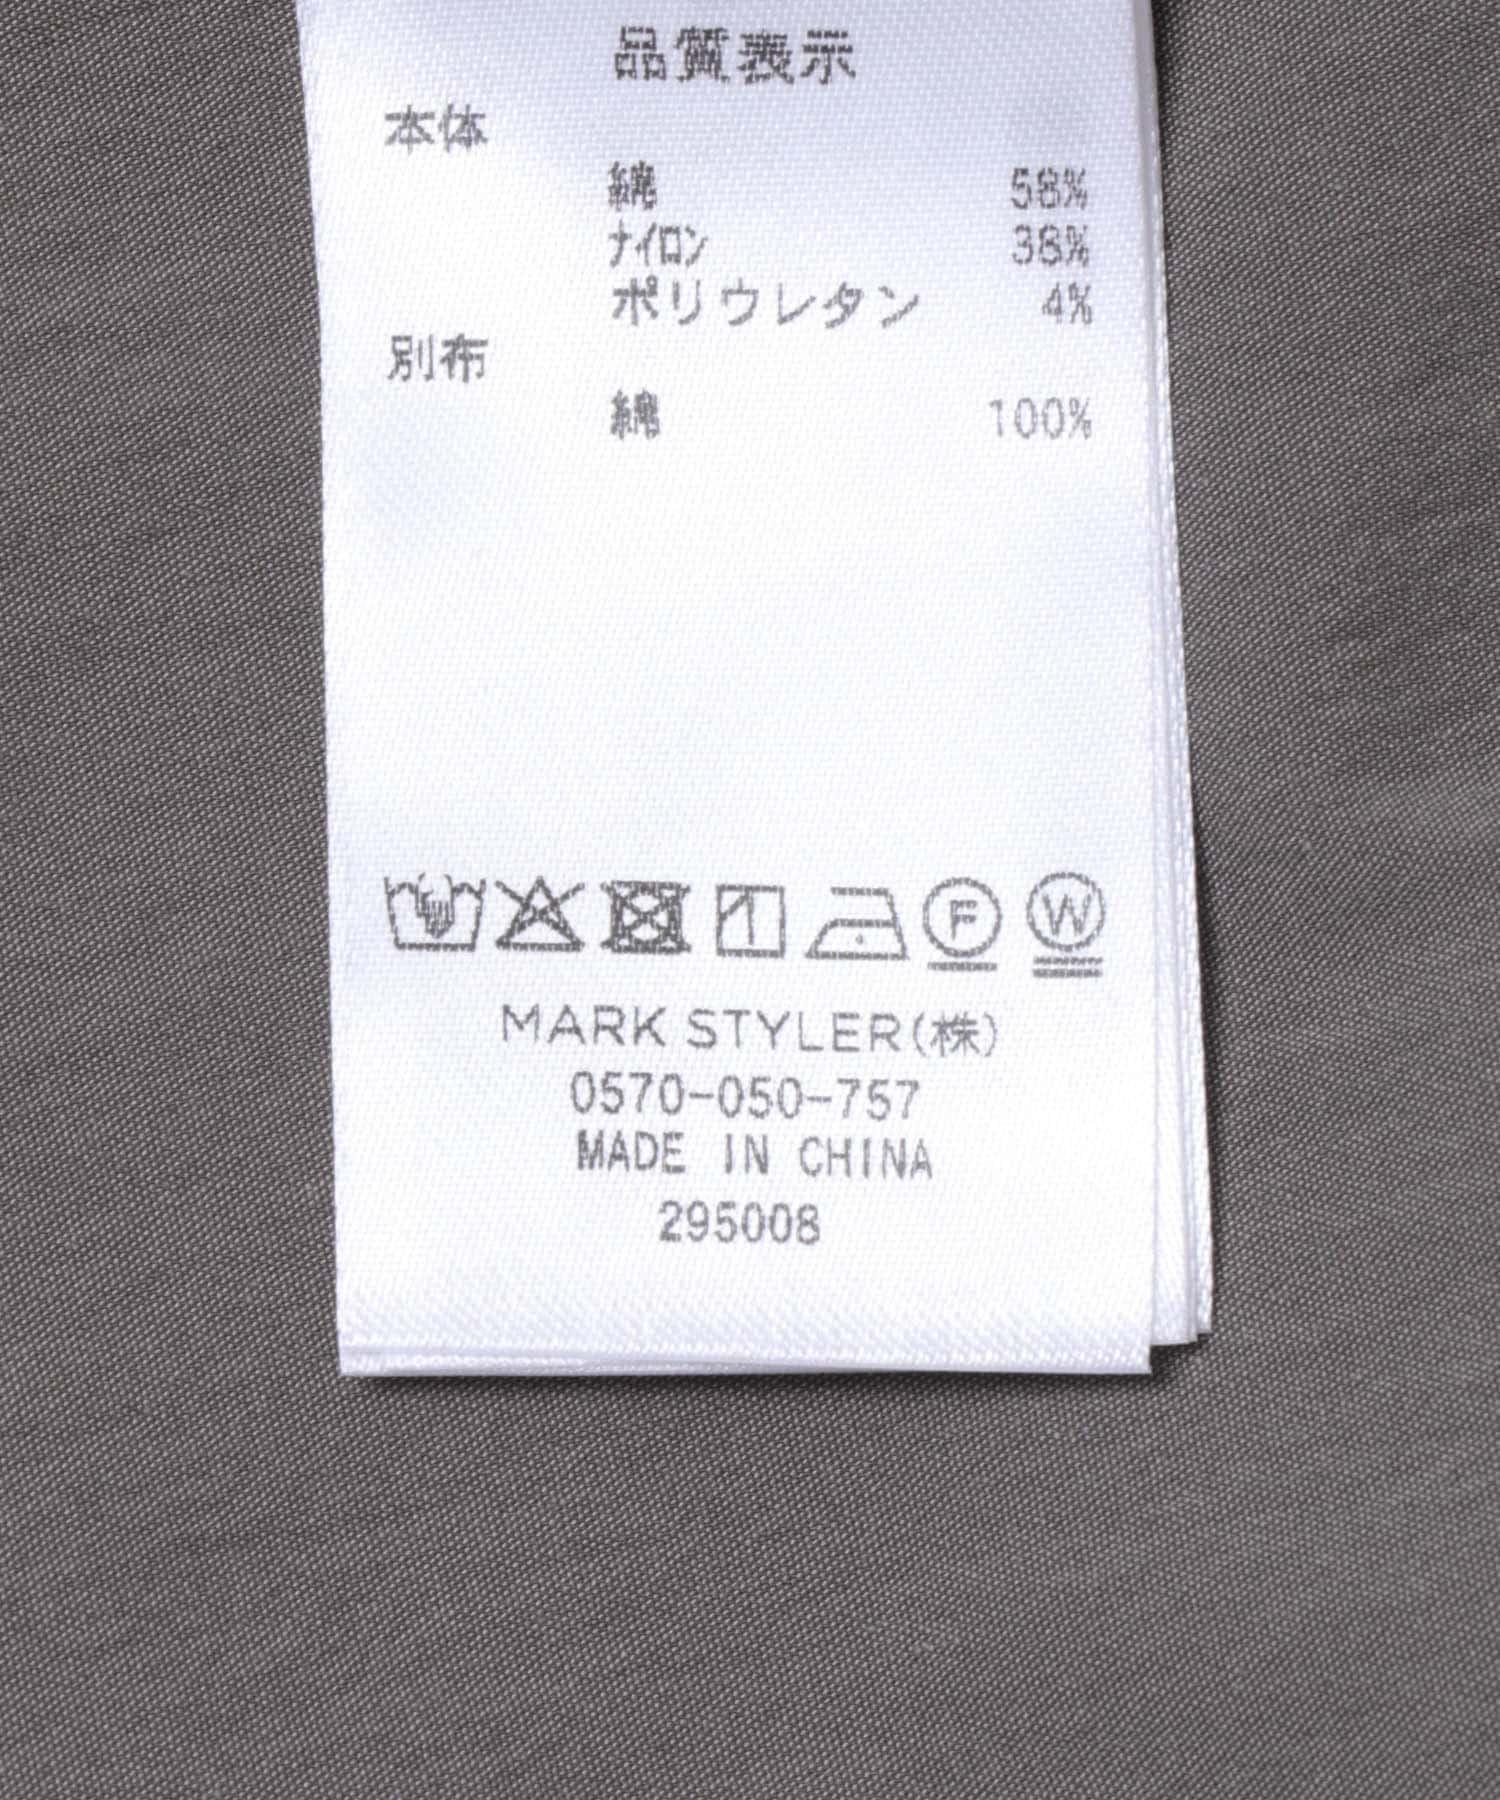 品質表示
本体
綿 58%
ナイロン 38%
ポリウレタン 4%
別布
綿 100%
F W
MARK STYLER(株)
0570-050-757
MADE IN CHINA
295008